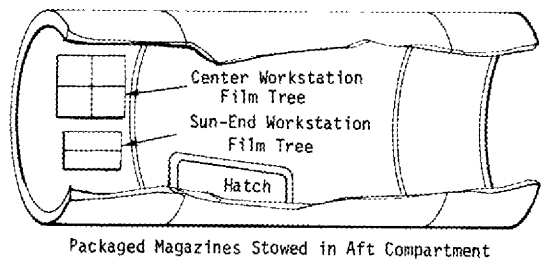 Center Workstation
Film Tree
Sun-End Workstation
Film Tree
Hatch
Packaged Magazines Stowed in Aft Compartment